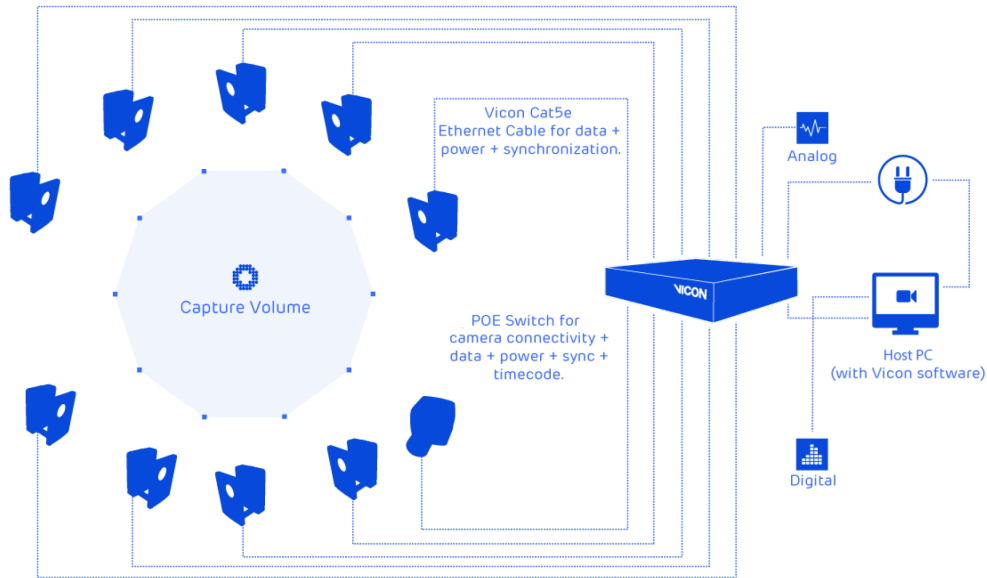 Vicon Cat5e
Ethernet Cable for data +
power + synchronization.
Analog
Capture Volume
VICON
POE Switch for
camera connectivity +
data + power + sync +
timecode.
Host PC
(with Vicon software)
Digital